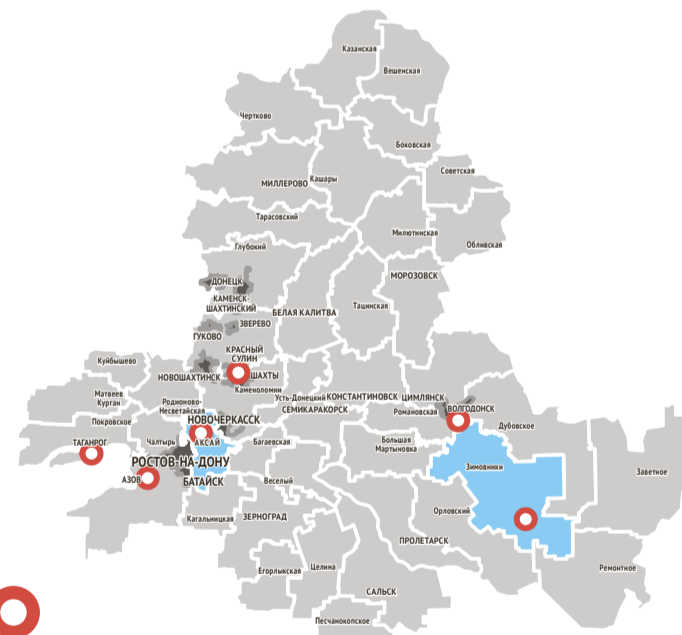 Казанская
Вешенская
Чертково
Боковская
Советская
МИЛЛЕРОВО
Кашары
Тарасовский
Милютинская
Обливская
Глубокий
МОРОЗОВСК
ДОНЕЦК
КАМЕНСК-
ШАХТИНСКИЙ
Тацинская
БЕЛАЯ КАЛИТВА
ЗВЕРЕВО
ГУКОВО
КРАСНЫЙ
СУЛИН
Куйбышево
НОВОШАХТИНСК
ШАХТЫ
Каменоломни
Матвеев
Курган
Родионово-
Несветайская
Усть-Донецкий
КОНСТАНТИНОВСК
ЦИМЛЯНСК
СЕМИКАРАКОРСК
Романовская
ВОЛГОДОНСК
Покровское
НОВОЧЕРКАССК
Дубовское
ТАГАНРОГ
Чалтырь
АКСАЙ
Багаевская
Большая
Мартыновка
РОСТОВ-НА-ДОНУ
Зимовники
Заветное
АЗОВ
БАТАЙСК
Веселый
Орловский
Кагальницкая
ЗЕРНОГРАД
ПРОЛЕТАРСК
Егорлыкская
Целина
Ремонтное
САЛЬСК
Песчанокопское